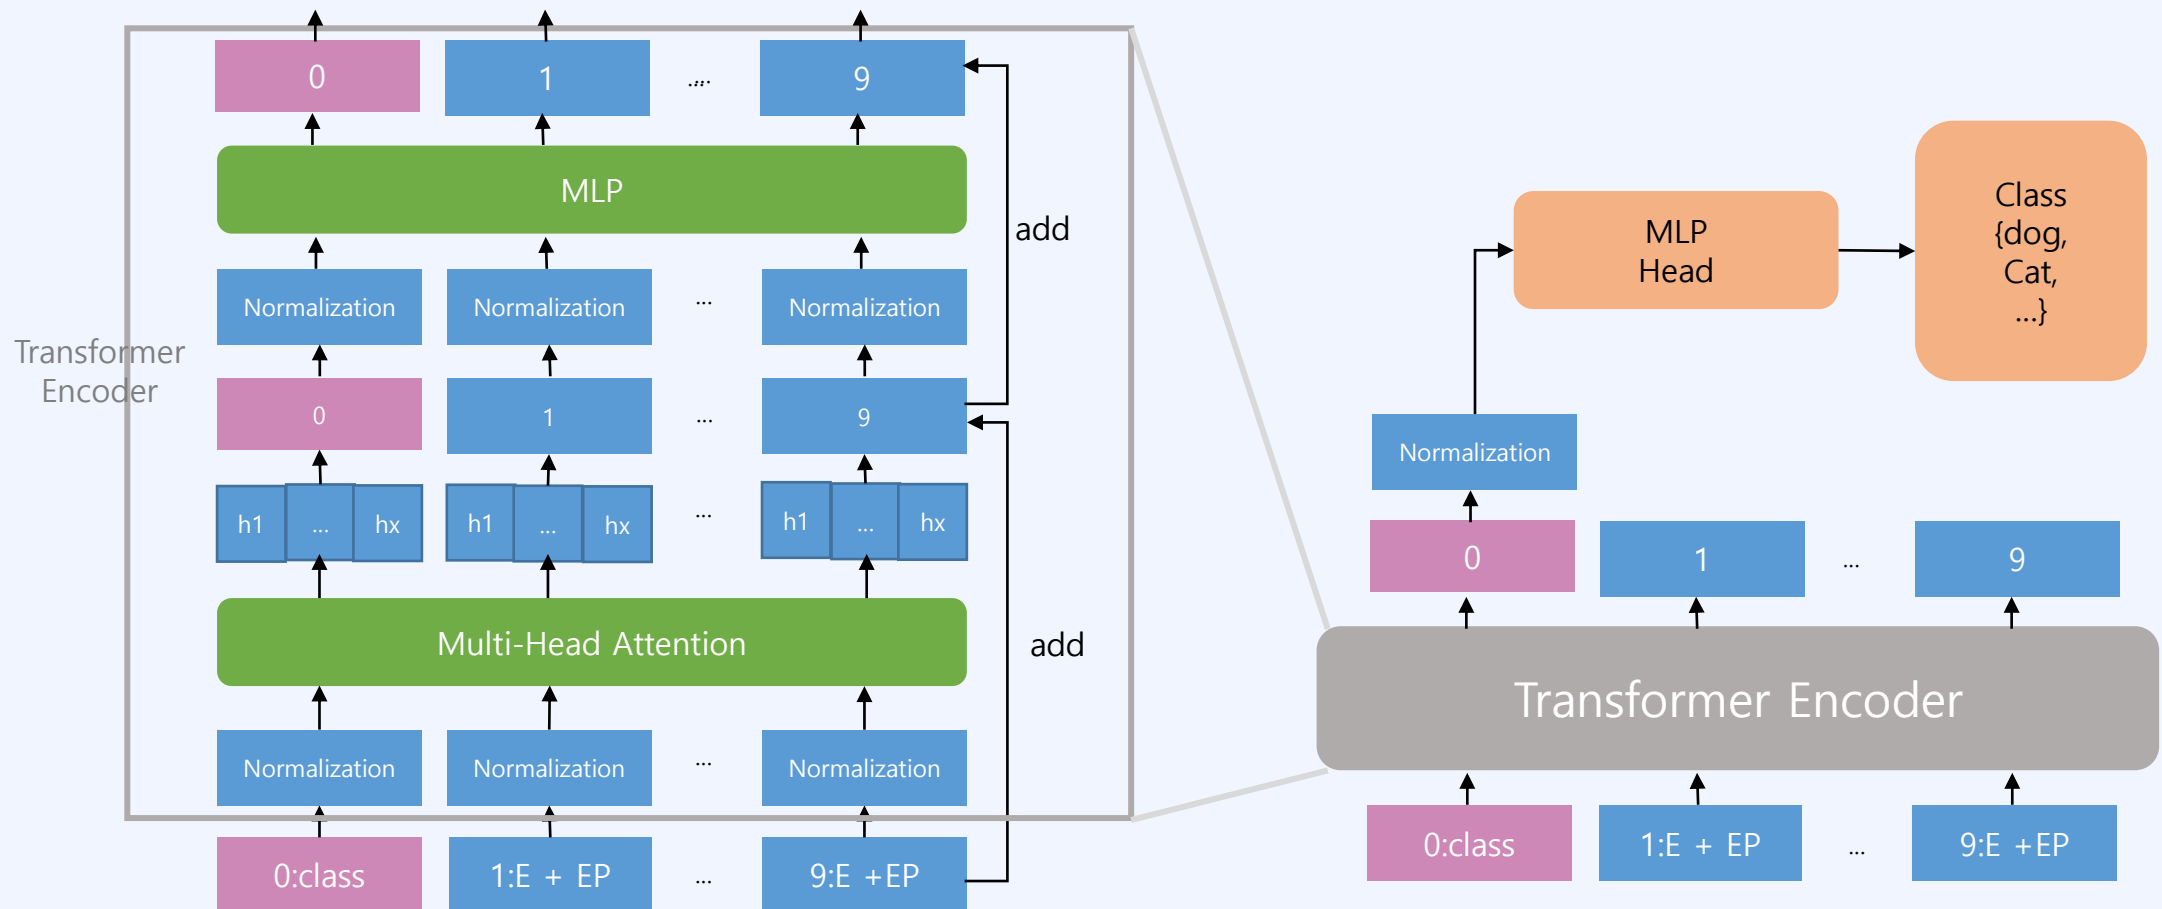 0
1
....
9
MLP
add
Normalization
Normalization
...
Normalization
Transformer
Encoder
0
1
...
9
h1
...
hx
h1
...
hx
...
h1
...
hx
Multi-Head Attention
add
Normalization
Normalization
...
Normalization
0:class
1:E + EP
...
9:E +EP
MLP
Head
Class
{dog,
Cat,
...}
Normalization
0
1
...
9
Transformer Encoder
0:class
1:E + EP
...
9:E +EP